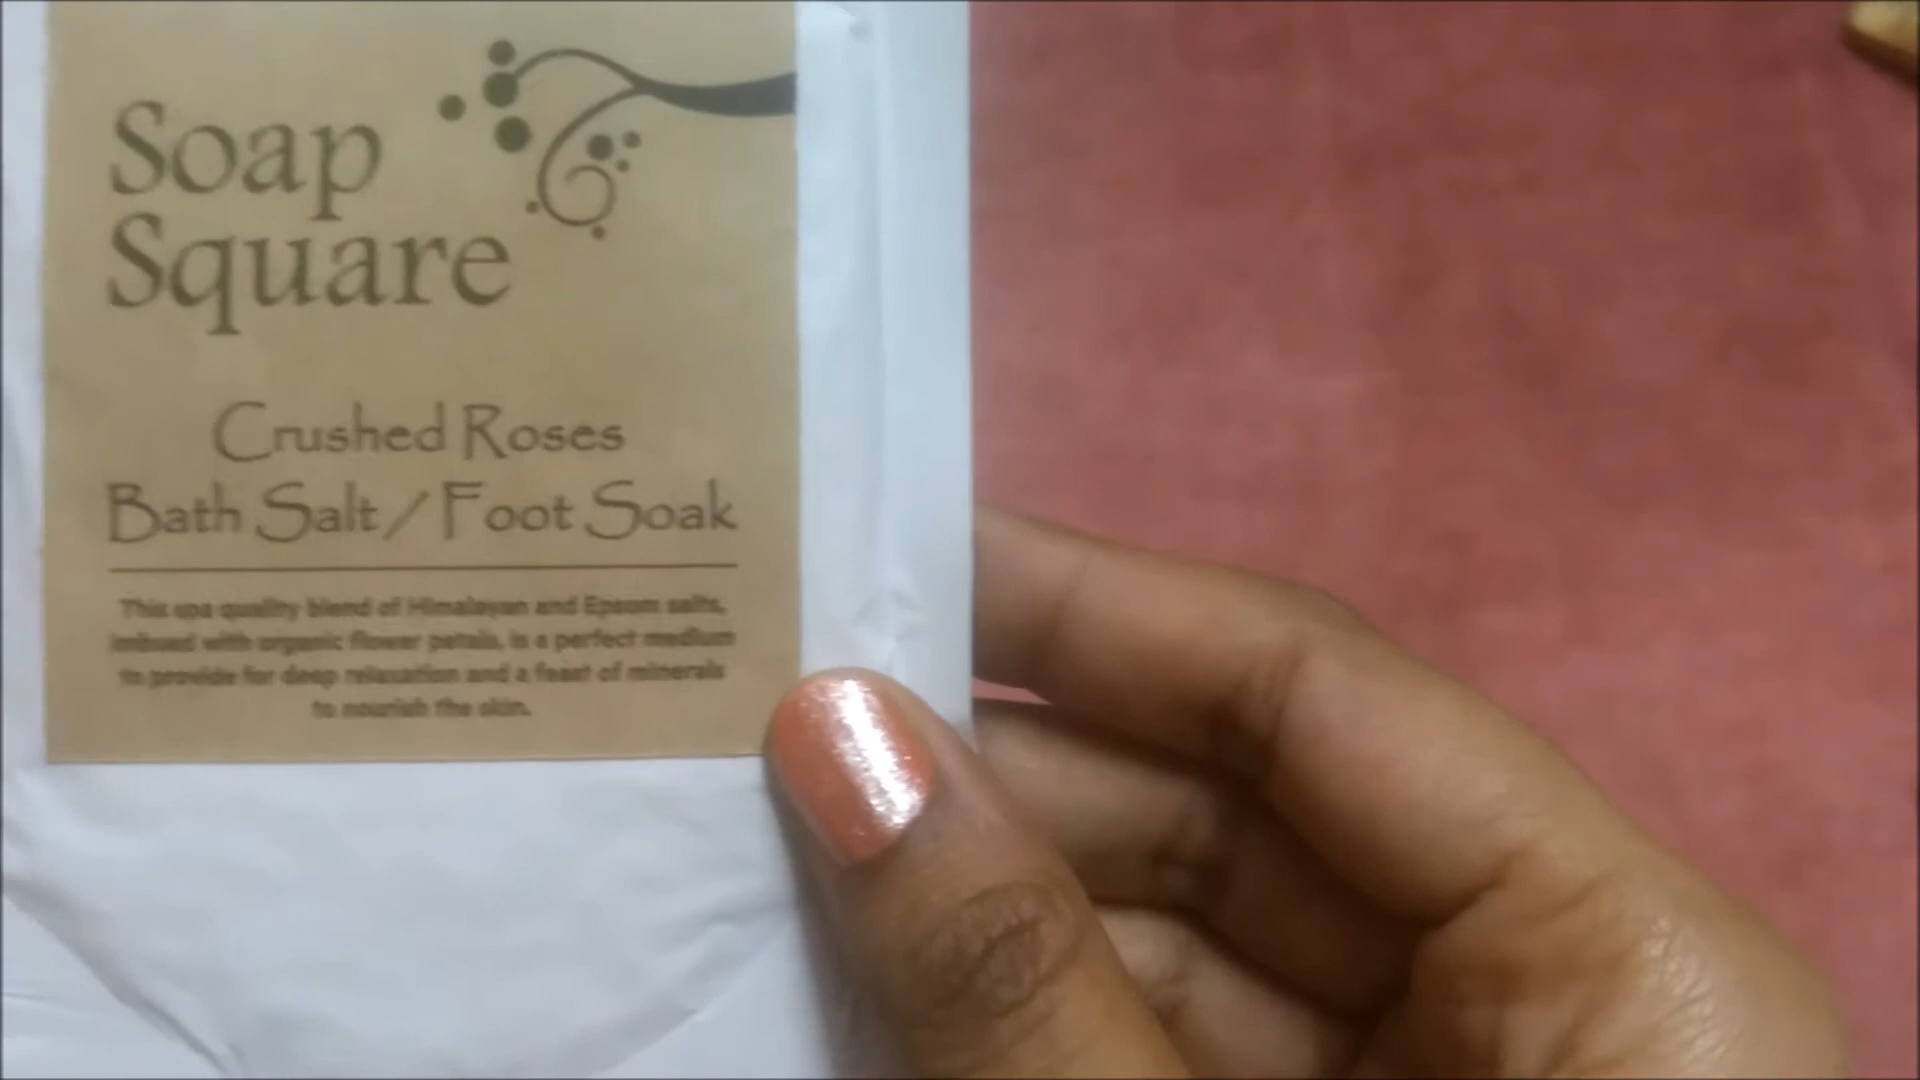 Soap
Square
Crushed Roses
Bath Salt / Foot Soak
This spa quality blend of Himalayan and Epsom salts,
imbued with organic flower petals, is a perfect medium
to provide for deep relaxation and a feast of minerals
to nourish the skin.